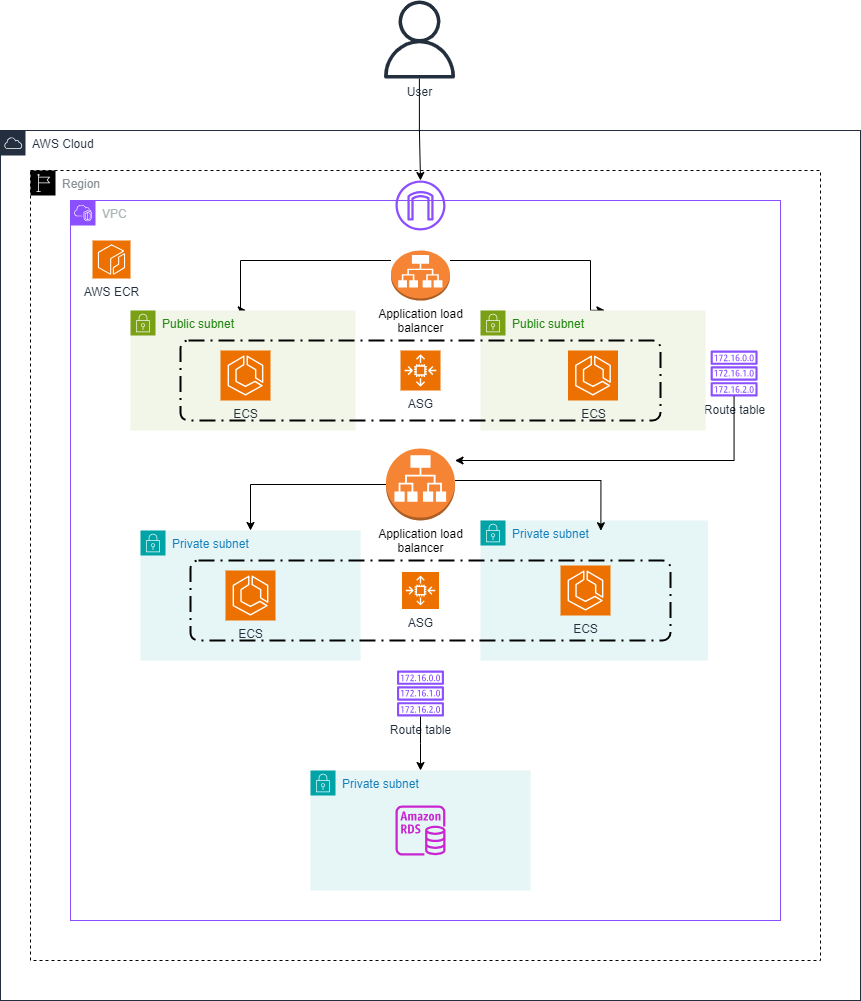 User
AWS Cloud
Region
VPC
AWS ECR
Application load
balancer
Public subnet
Public subnet
ECS
ASG
ECS
172.16.0.0
172.16.1.0
172.16.2.0
Route table
Application load
balancer
Private subnet
Private subnet
ECS
ASG
ECS
172.16.0.0
172.16.1.0
172.16.2.0
Route table
Private subnet
Amazon
RDS